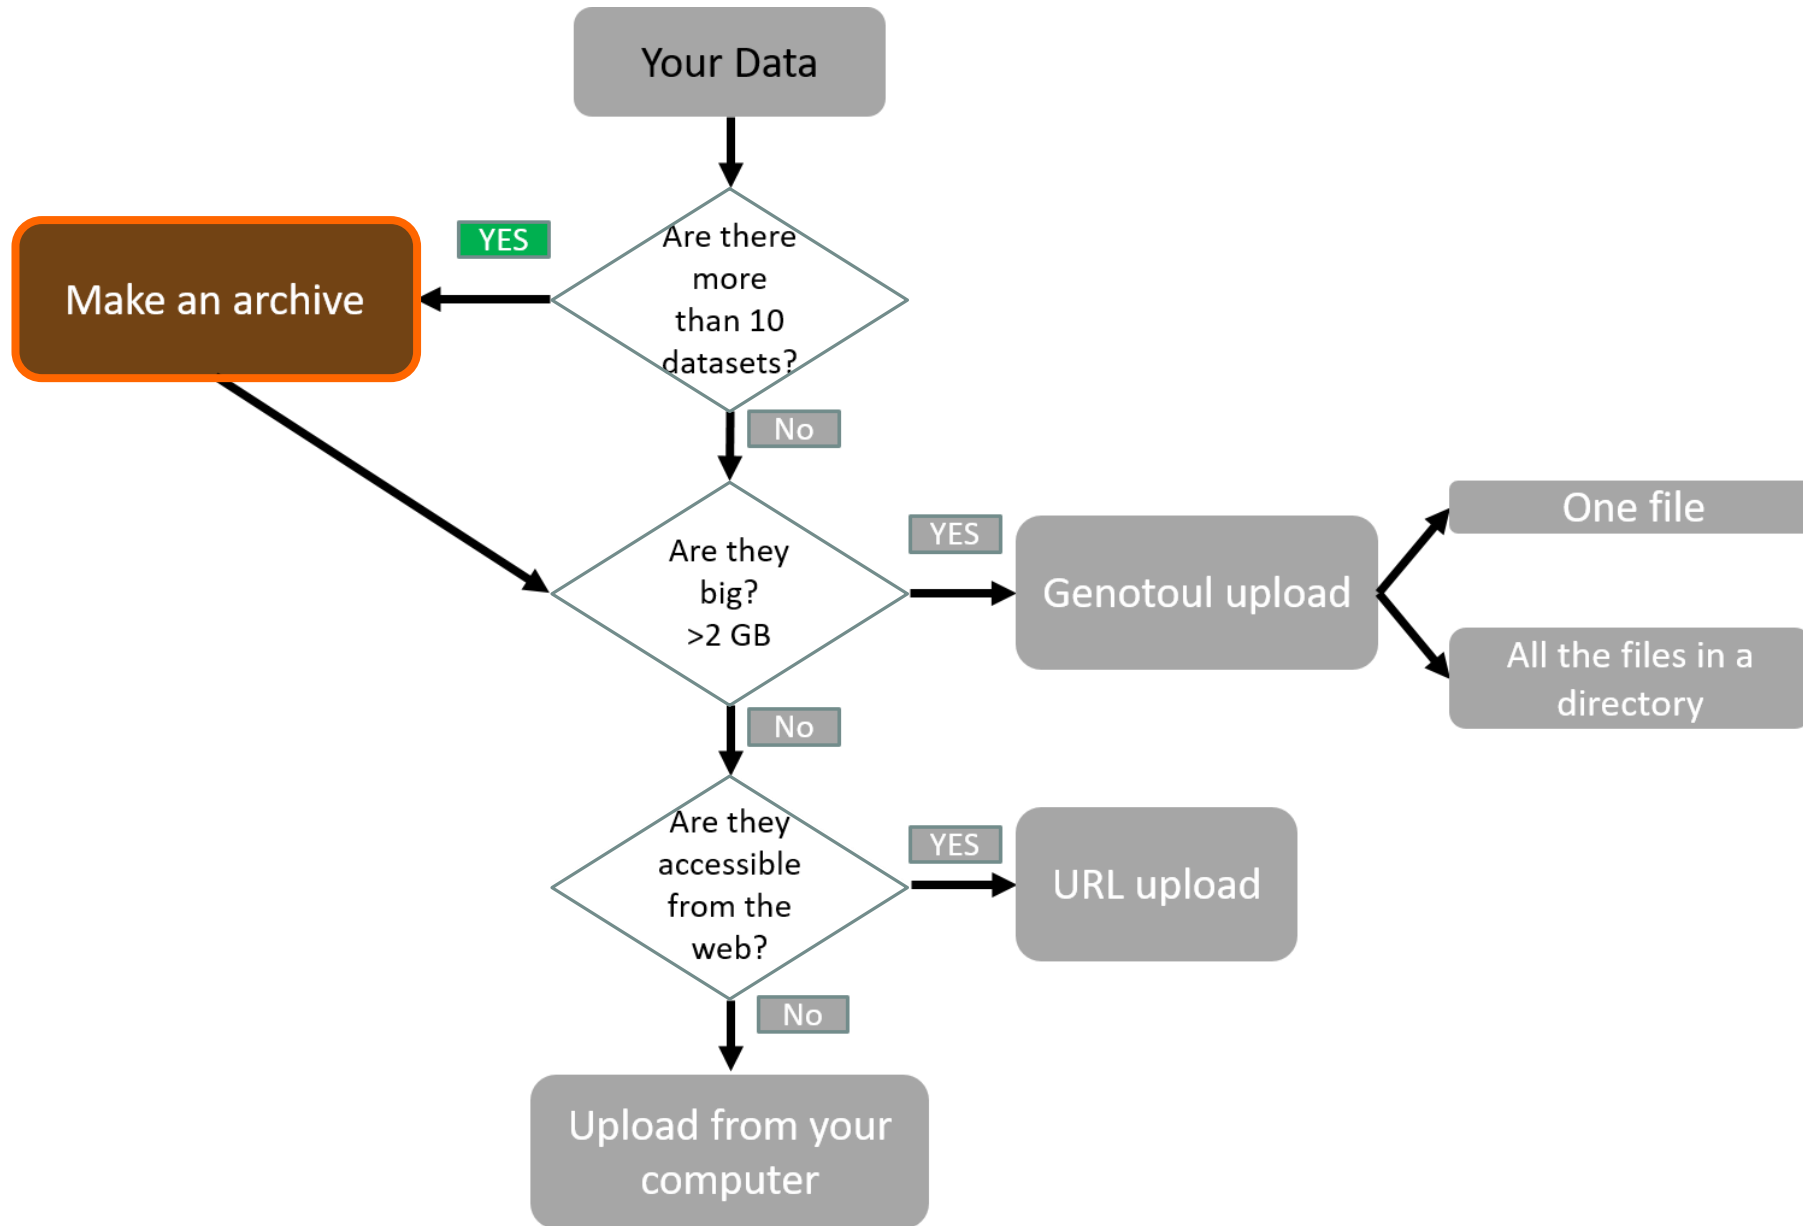 Your Data
YES
Are there
more
than 10
datasets?
Make an archive
No
Are they
big?
>2 GB
YES
Genotoul upload
One file
All the files in a
directory
No
Are they
accessible
from the
web?
YES
URL upload
No
Upload from your
computer